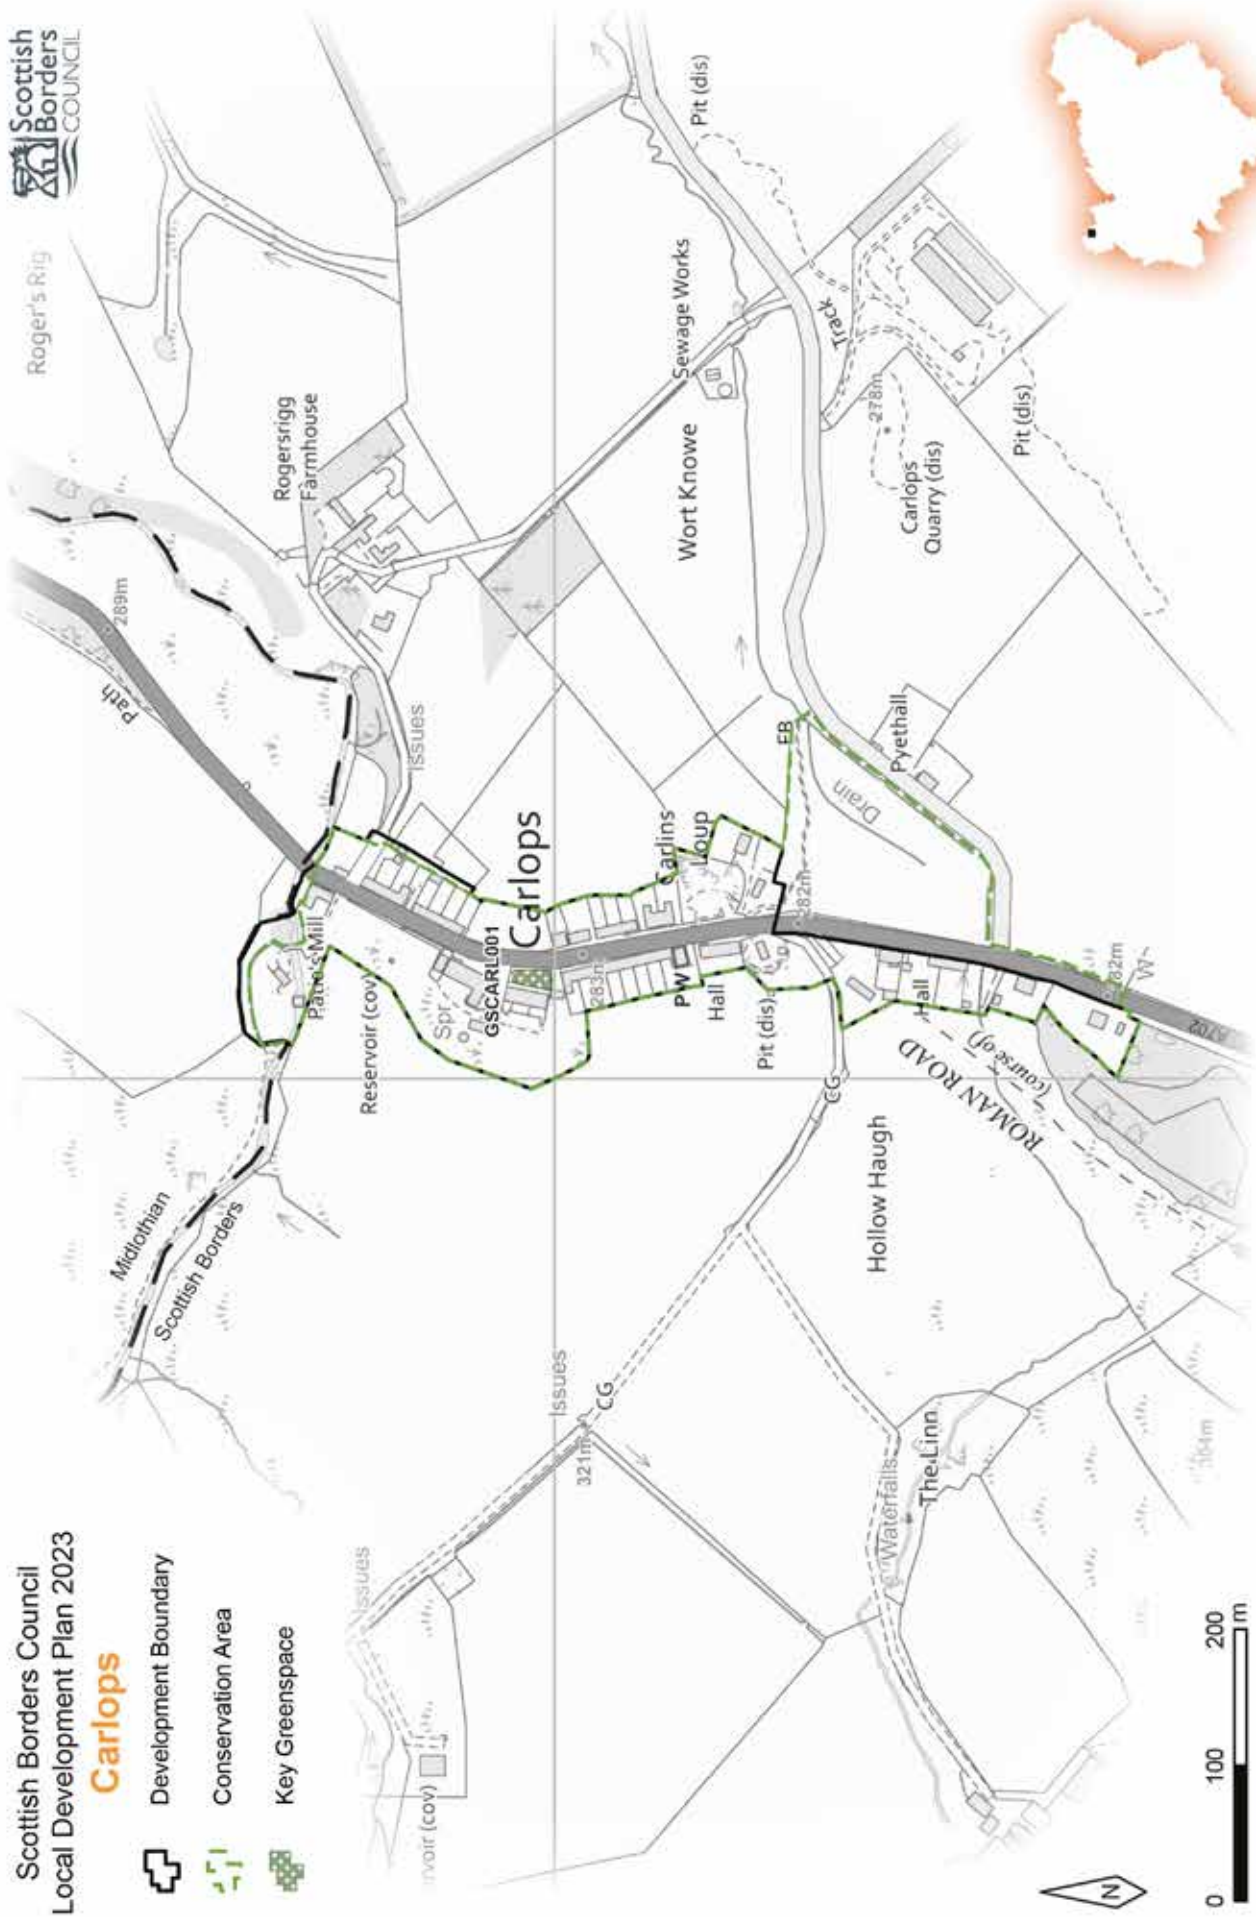 Scottish Borders Council
Local Development Plan 2023
Carlops
Development Boundary
Conservation Area
Key Greenspace
Scottish
Borders
COUNCIL
Midlothian
Scottish Borders
Path
289m
Roger's Rig
Rogersrigg
Farmhouse
Issues
Issues
Patie's Mill
Reservoir (cov)
Spr
GSCARL001
Carlops
283m
Issues
CG
321m
PW
Hall
Pit (dis)
Carlins
Loup
282m
FB
Drain
Pyethall
Wort Knowe
Sewage Works
Pit (dis)
Track
278m
Carlops
Quarry (dis)
Pit (dis)
Hall
CG
ROMAN ROAD
(course of)
Hollow Haugh
Waterfalls
The Linn
304m
282m
W
A702
rvoir (cov)
N
0 100 200
m